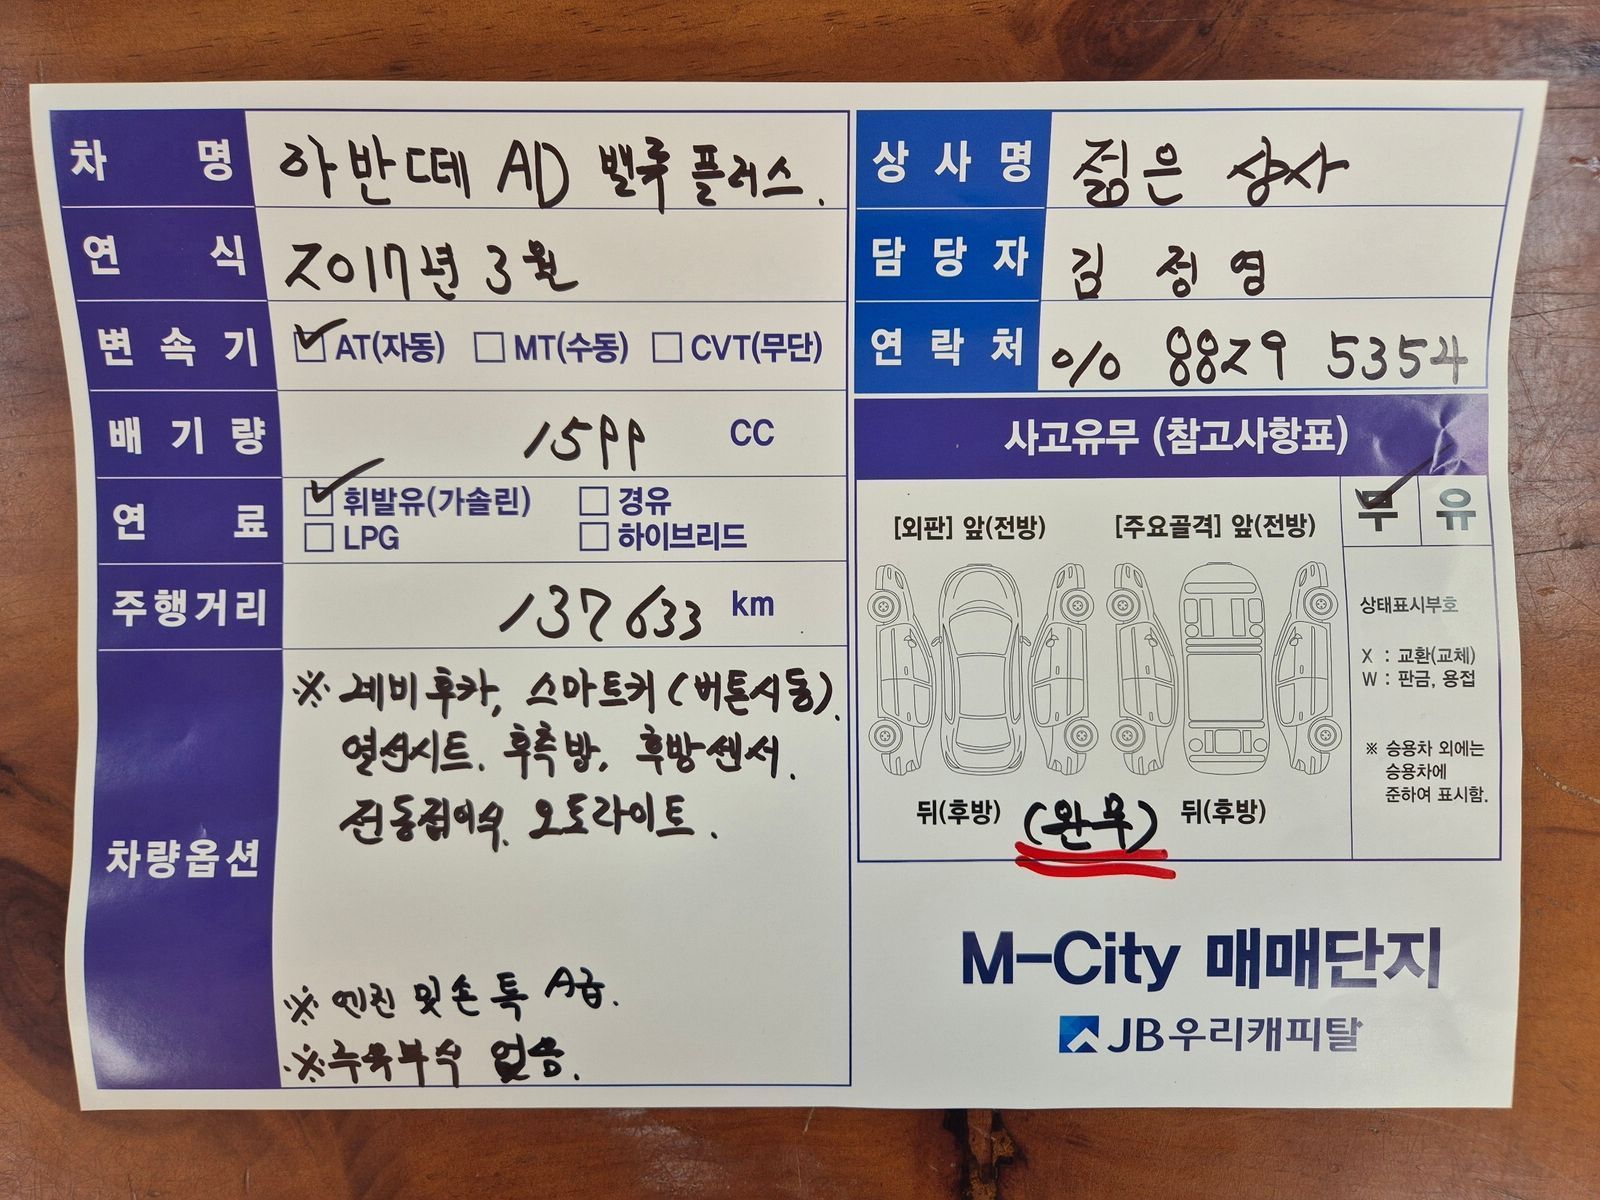 차 명 아반떼 AD 밸류 플러스.
연 식 2017년 3월
변속기 AT(자동) MT(수동) CVT(무단)
배기량 1599 CC
연 료 휘발유(가솔린) 경유
LPG 하이브리드
주행거리 137633 km
차량옵션
※ 네비후카, 스마트키(버튼시동).
열선시트. 후측방, 후방센서.
전동접이식. 오토라이트.
※ 엔진 및 손 특 A급.
※ 누유부식 없음.
상사명 젊은 상사
담당자 김정영
연락처 010 8829 5354
사고유무 (참고사항표)
무 유
[외판] 앞(전방) [주요골격] 앞(전방)
상태표시부호
X : 교환(교체)
W : 판금, 용접
※ 승용차 외에는
승용차에
준하여 표시함.
뒤(후방) (완무) 뒤(후방)
M-City 매매단지
JB우리캐피탈